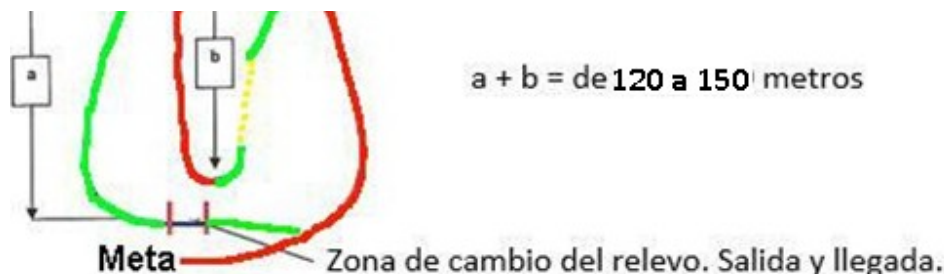 b
a
a + b = de 120 a 150 metros
Meta
Zona de cambio del relevo. Salida y llegada.